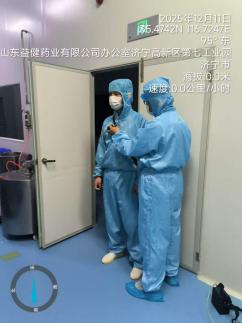 2025年12月11日
35.4742N 116.7247E
95° 东
山东益健药业有限公司办公室济宁高新区第七工业园
济宁市
海拔:0.0米
速度:0.0公里/小时